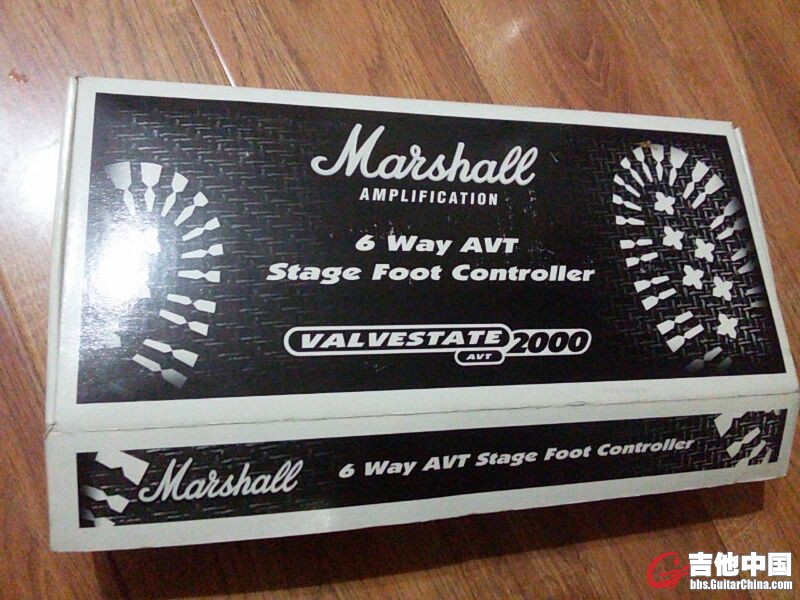 Marshall
AMPLIFICATION
6 Way AVT
Stage Foot Controller
VALVESTATE 2000
AVT
Marshall 6 Way AVT Stage Foot Controller
吉他中国
bbs.GuitarChina.com